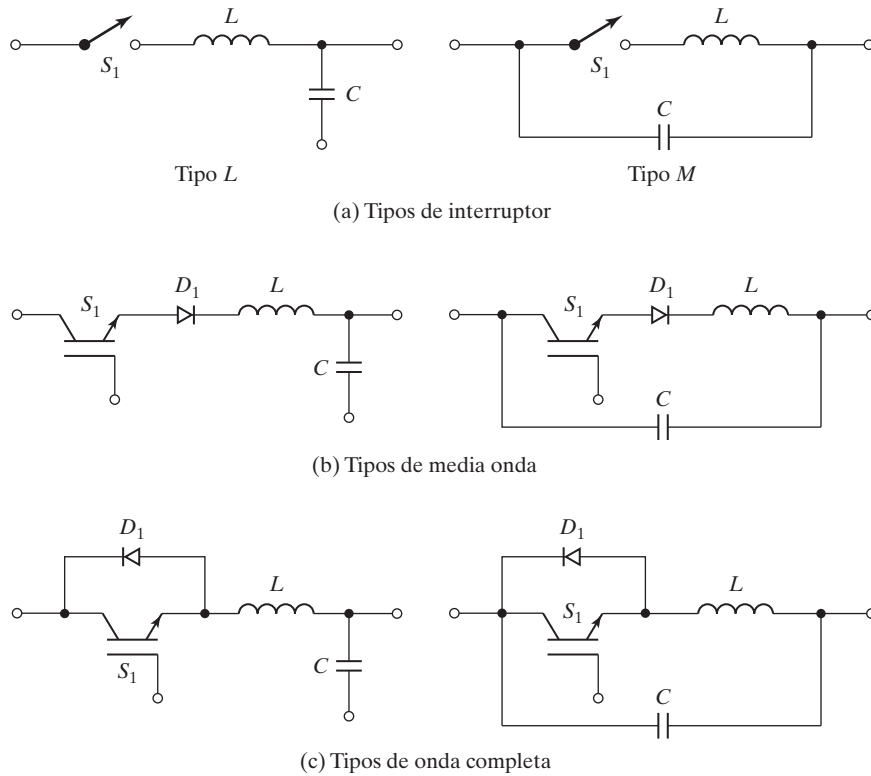 L
S1
C
Tipo L
L
S1
C
Tipo M
(a) Tipos de interruptor
S1
D1
L
C
S1
D1
L
C
(b) Tipos de media onda
D1
L
S1
C
D1
S1
L
C
(c) Tipos de onda completa